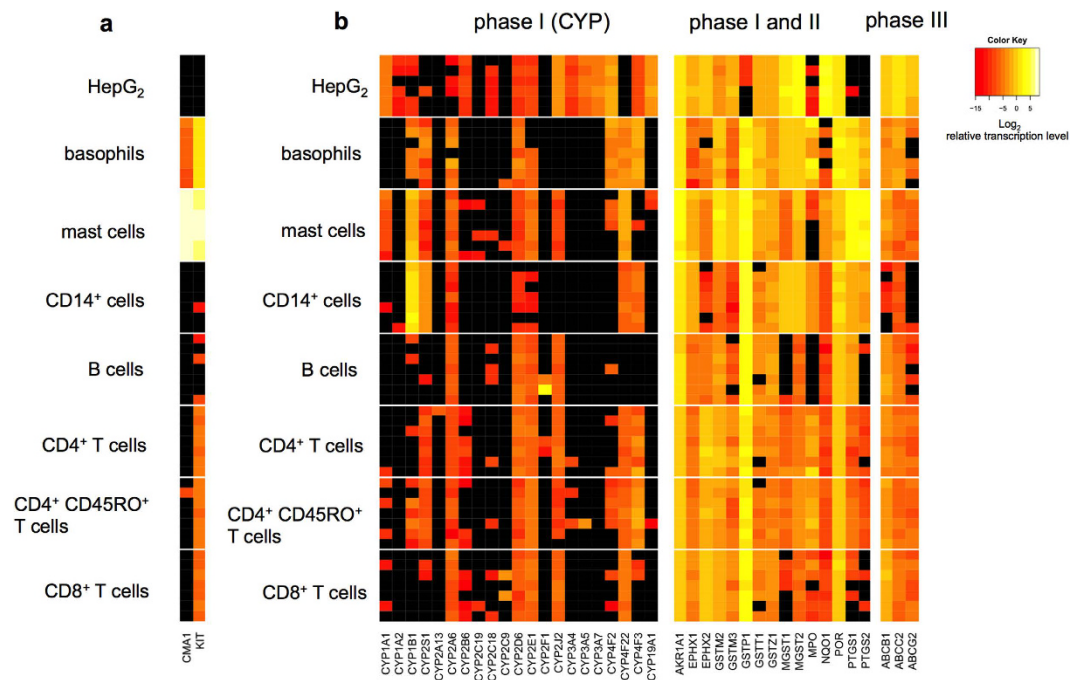 a
b
phase I (CYP)
phase I and II
phase III
Color Key
−15
−5
0
5
Log2
relative transcription level
HepG2
basophils
mast cells
CD14+ cells
B cells
CD4+ T cells
CD4+ CD45RO+
T cells
CD8+ T cells
HepG2
basophils
mast cells
CD14+ cells
B cells
CD4+ T cells
CD4+ CD45RO+
T cells
CD8+ T cells
CMA1
KIT
CYP1A1
CYP1A2
CYP1B1
CYP2S1
CYP2A13
CYP2A6
CYP2B6
CYP2C19
CYP2C18
CYP2C9
CYP2D6
CYP2E1
CYP2F1
CYP2J2
CYP3A4
CYP3A5
CYP3A7
CYP4F2
CYP4F22
CYP4F3
CYP19A1
AKR1A1
EPHX1
EPHX2
GSTM2
GSTM3
GSTP1
GSTT1
GSTZ1
MGST1
MGST2
MPO
NQO1
POR
PTGS1
PTGS2
ABCB1
ABCC2
ABCG2